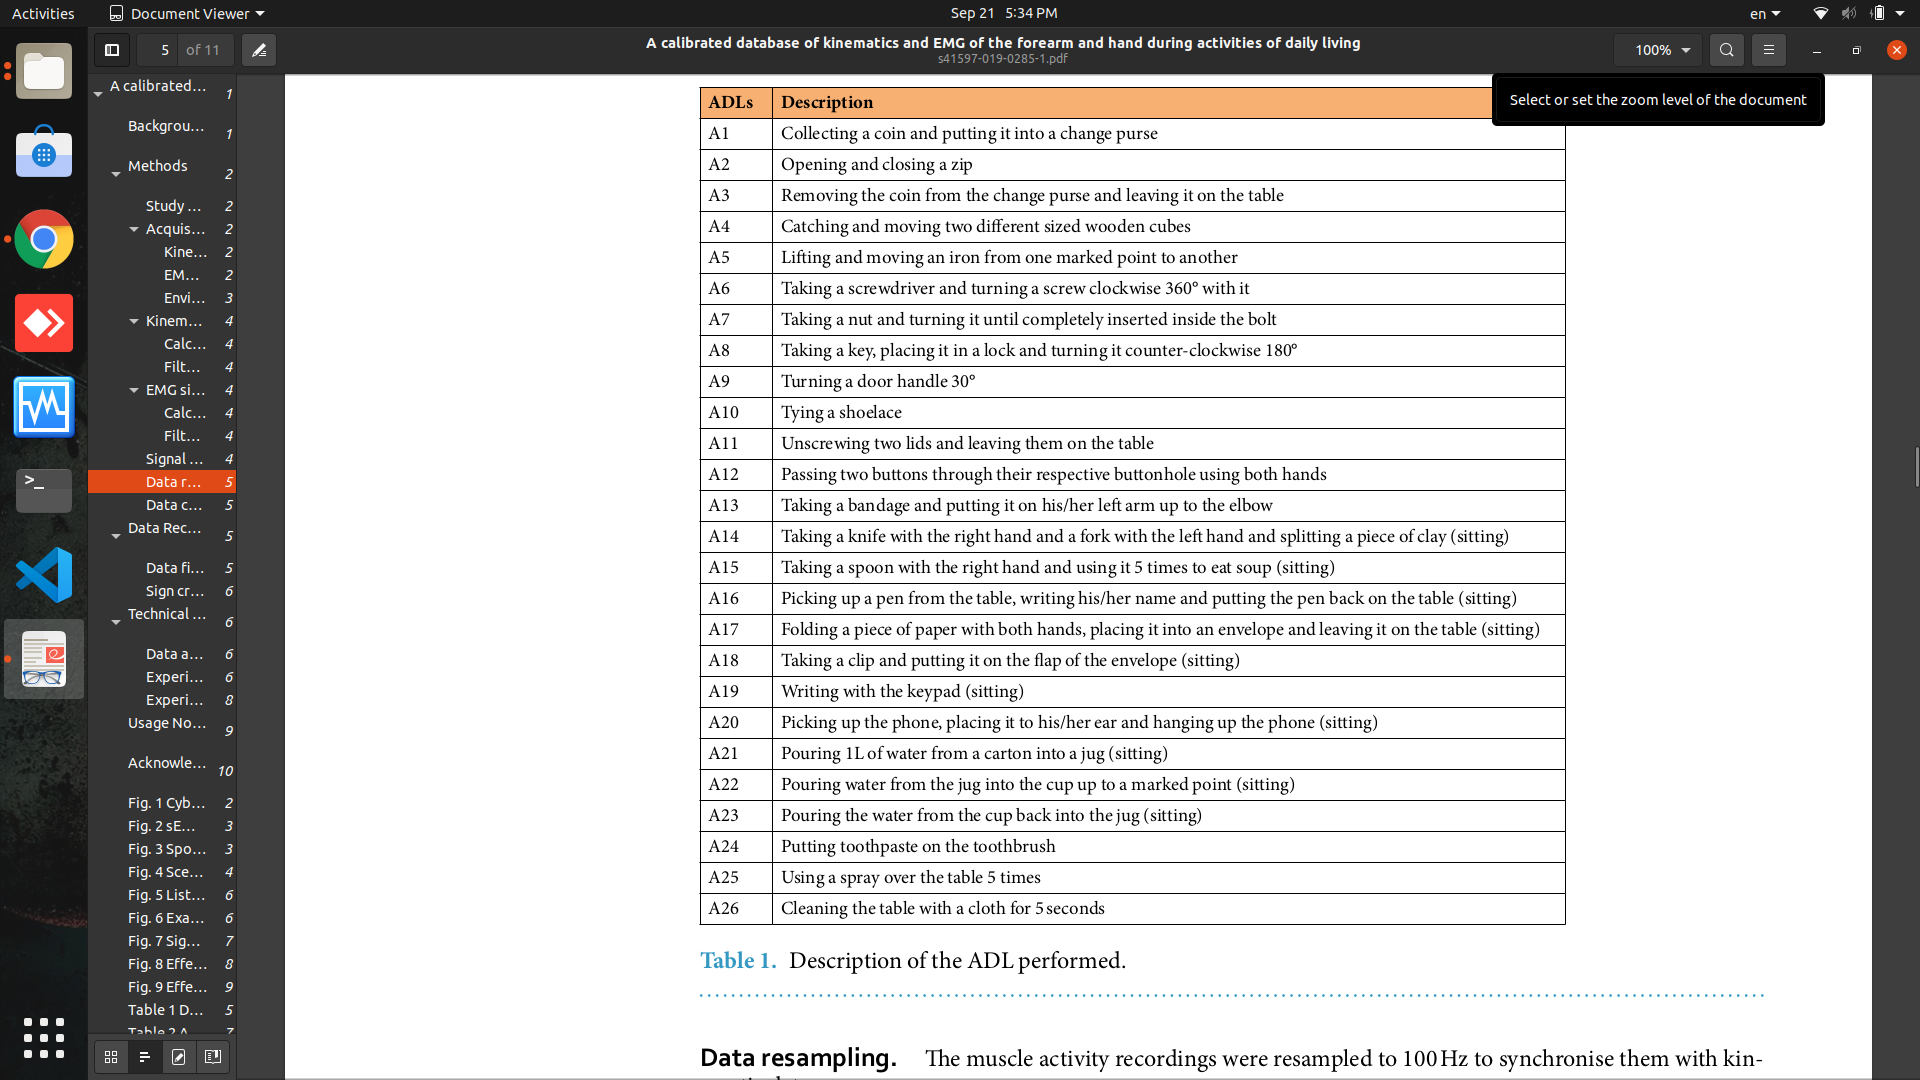 Activities
Document Viewer
Sep 21 5:34 PM
en
5
of 11
A calibrated database of kinematics and EMG of the forearm and hand during activities of daily living
s41597-019-0285-1.pdf
100%
Select or set the zoom level of the document
A calibrated... 1
Backgrou... 1
Methods 2
Study ... 2
Acquis... 2
Kine... 2
EM... 2
Envi... 3
Kinem... 4
Calc... 4
Filt... 4
EMG si... 4
Calc... 4
Filt... 4
Signal ... 4
Data r... 5
Data c... 5
Data Rec... 5
Data fi... 5
Sign cr... 6
Technical ... 6
Data a... 6
Experi... 6
Experi... 8
Usage No... 9
Acknowle... 10
Fig. 1 Cyb... 2
Fig. 2 sE... 3
Fig. 3 Spo... 3
Fig. 4 Sce... 4
Fig. 5 List... 6
Fig. 6 Exa... 6
Fig. 7 Sig... 7
Fig. 8 Effe... 8
Fig. 9 Effe... 9
Table 1 D... 5
Table 2 A... 7
ADLs Description
A1 Collecting a coin and putting it into a change purse
A2 Opening and closing a zip
A3 Removing the coin from the change purse and leaving it on the table
A4 Catching and moving two different sized wooden cubes
A5 Lifting and moving an iron from one marked point to another
A6 Taking a screwdriver and turning a screw clockwise 360° with it
A7 Taking a nut and turning it until completely inserted inside the bolt
A8 Taking a key, placing it in a lock and turning it counter-clockwise 180°
A9 Turning a door handle 30°
A10 Tying a shoelace
A11 Unscrewing two lids and leaving them on the table
A12 Passing two buttons through their respective buttonhole using both hands
A13 Taking a bandage and putting it on his/her left arm up to the elbow
A14 Taking a knife with the right hand and a fork with the left hand and splitting a piece of clay (sitting)
A15 Taking a spoon with the right hand and using it 5 times to eat soup (sitting)
A16 Picking up a pen from the table, writing his/her name and putting the pen back on the table (sitting)
A17 Folding a piece of paper with both hands, placing it into an envelope and leaving it on the table (sitting)
A18 Taking a clip and putting it on the flap of the envelope (sitting)
A19 Writing with the keypad (sitting)
A20 Picking up the phone, placing it to his/her ear and hanging up the phone (sitting)
A21 Pouring 1L of water from a carton into a jug (sitting)
A22 Pouring water from the jug into the cup up to a marked point (sitting)
A23 Pouring the water from the cup back into the jug (sitting)
A24 Putting toothpaste on the toothbrush
A25 Using a spray over the table 5 times
A26 Cleaning the table with a cloth for 5 seconds
Table 1. Description of the ADL performed.
Data resampling. The muscle activity recordings were resampled to 100 Hz to synchronise them with kin-